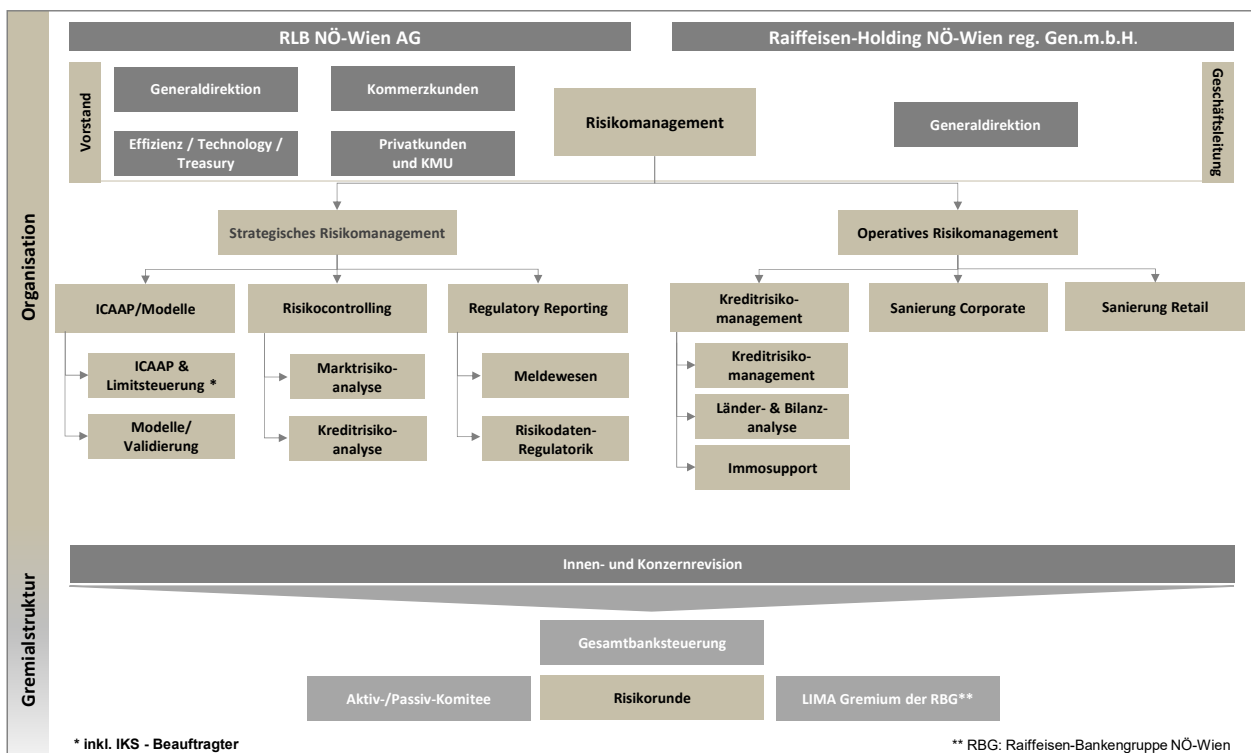 RLB NÖ-Wien AG
Raiffeisen-Holding NÖ-Wien reg. Gen.m.b.H.
Vorstand
Generaldirektion
Kommerzkunden
Effizienz / Technology /
Treasury
Privatkunden
und KMU
Risikomanagement
Generaldirektion
Geschäftsleitung
Organisation
Strategisches Risikomanagement
Operatives Risikomanagement
ICAAP/Modelle
Risikocontrolling
Regulatory Reporting
Kreditrisiko-
management
Sanierung Corporate
Sanierung Retail
ICAAP &
Limitsteuerung *
Marktrisiko-
analyse
Meldewesen
Kreditrisiko-
management
Modelle/
Validierung
Kreditrisiko-
analyse
Risikodaten-
Regulatorik
Länder- & Bilanz-
analyse
Immosupport
Gremialstruktur
Innen- und Konzernrevision
Gesamtbanksteuerung
Aktiv-/Passiv-Komitee
Risikorunde
LIMA Gremium der RBG**
* inkl. IKS - Beauftragter
** RBG: Raiffeisen-Bankengruppe NÖ-Wien